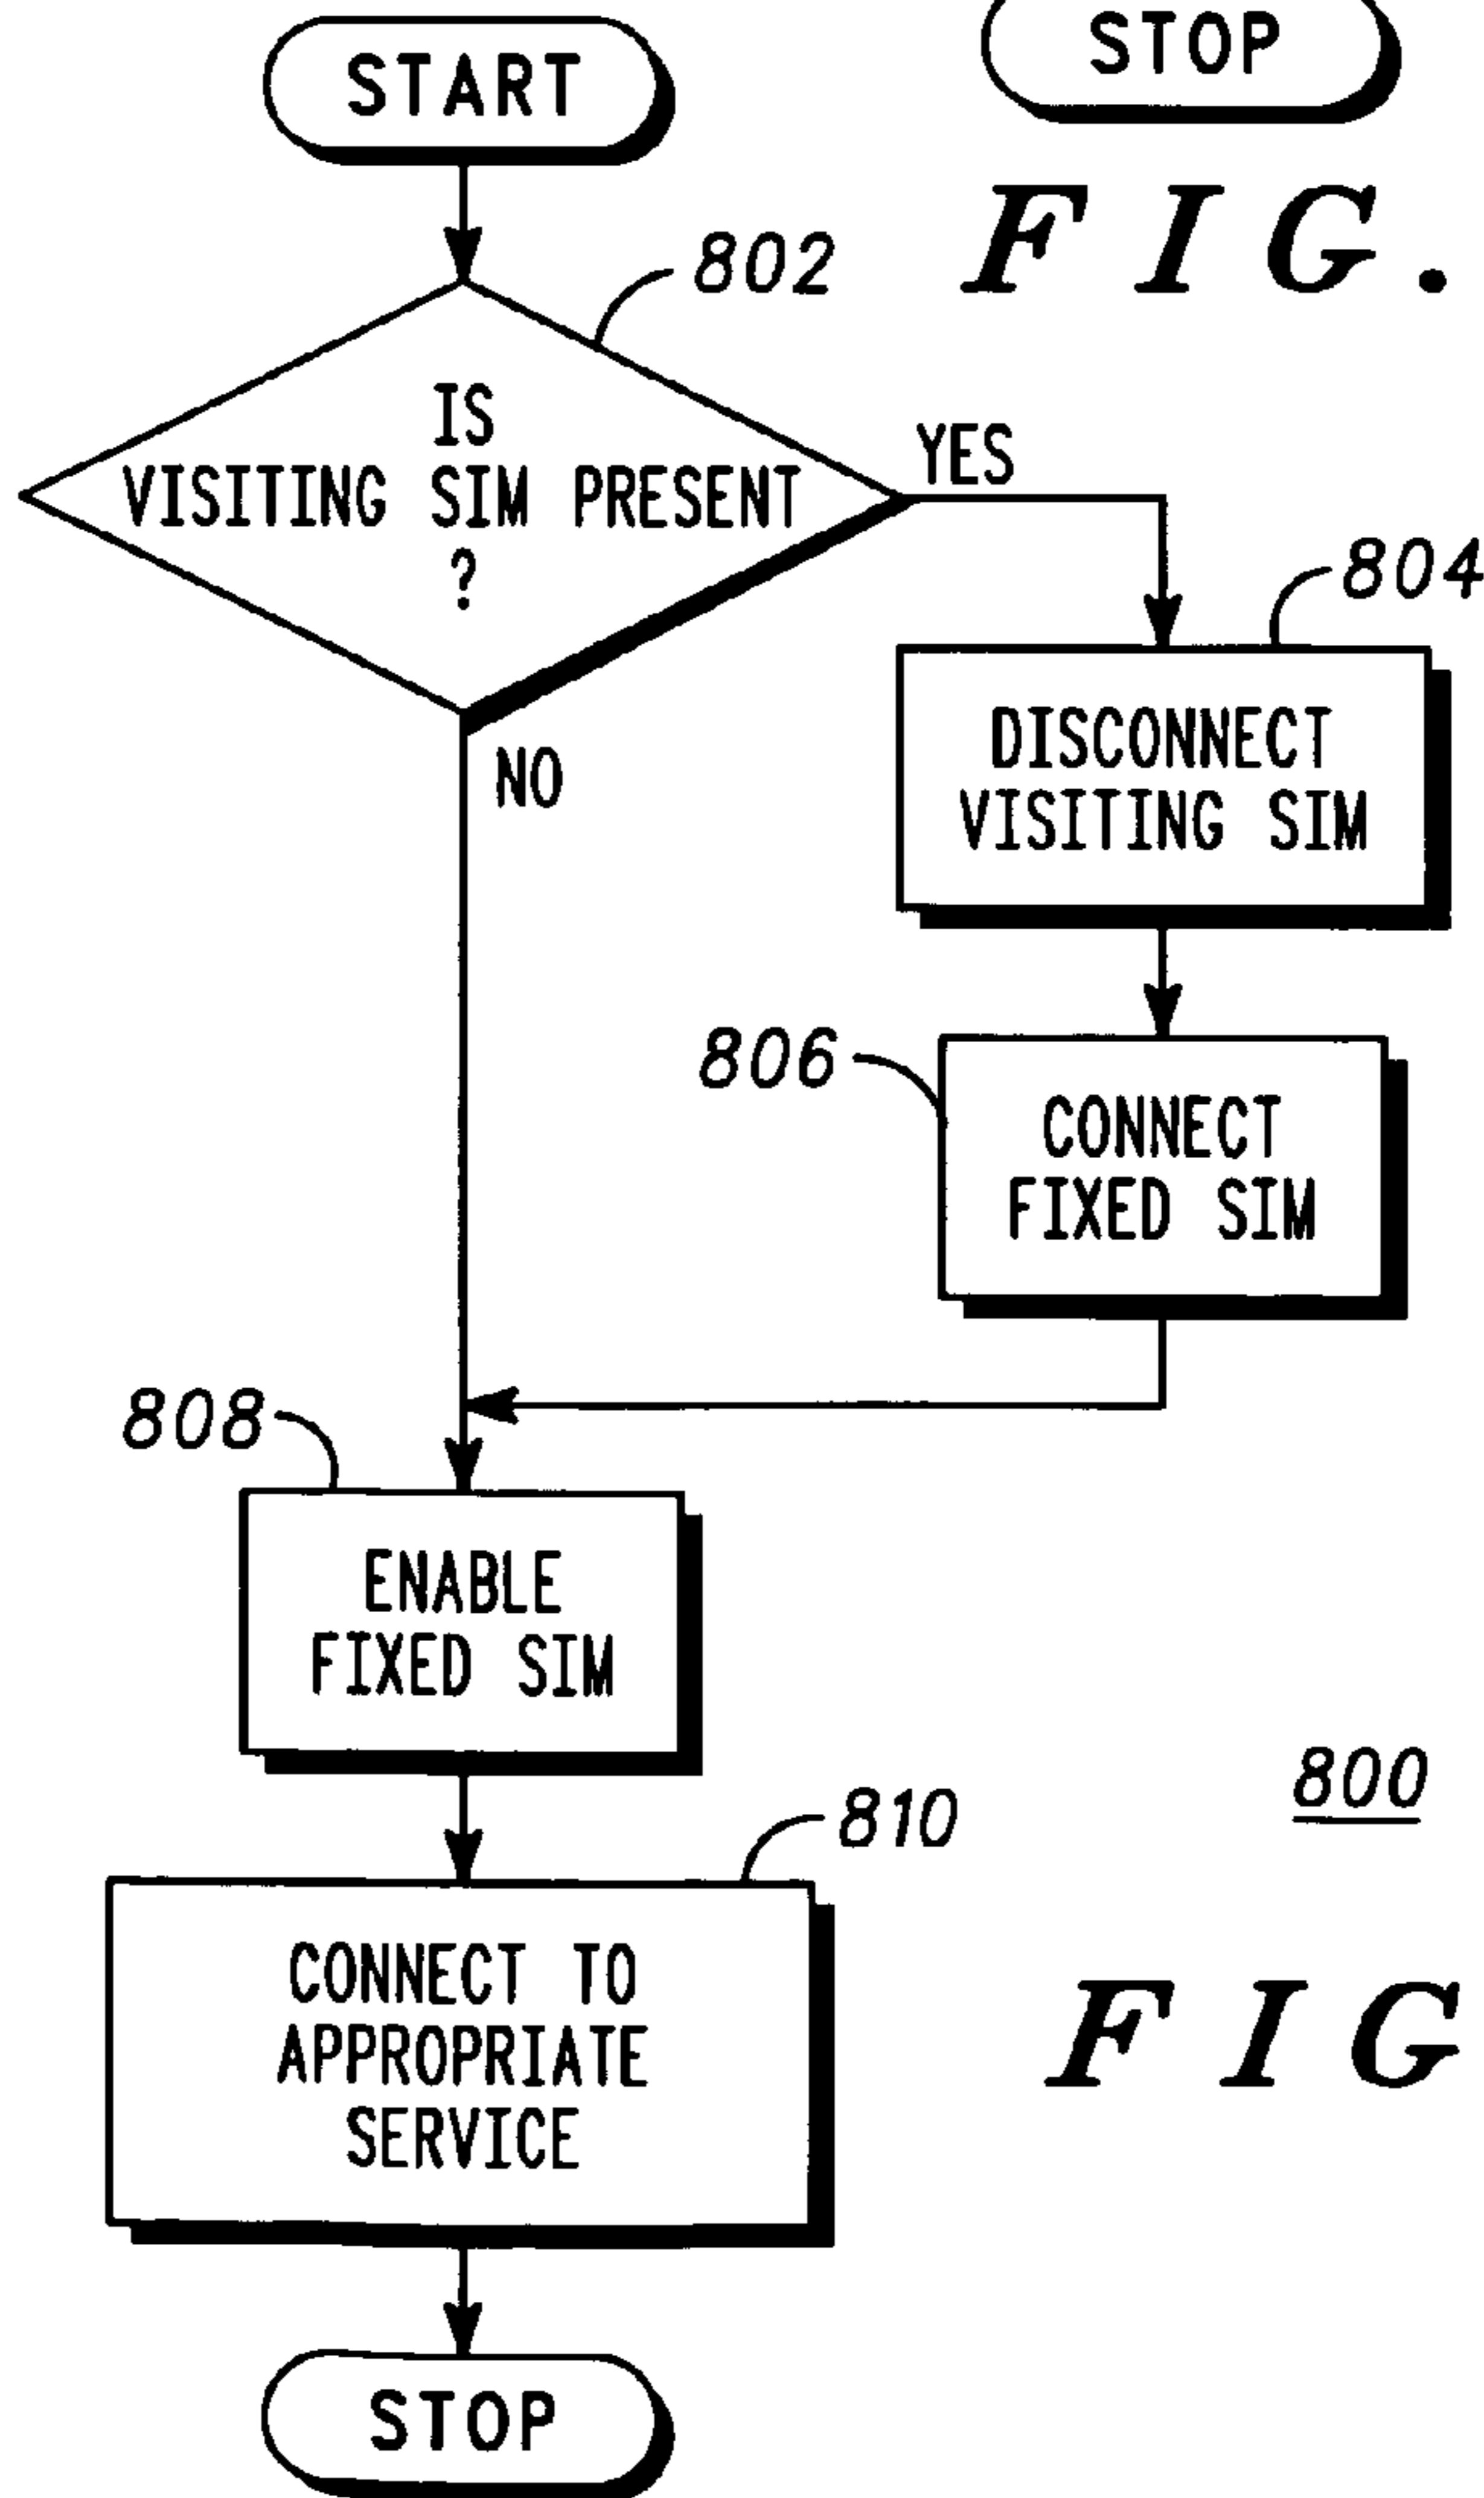 START
STOP
FIG.
802
IS
VISITING SIM PRESENT
?
YES
804
NO
DISCONNECT
VISITING SIM
806
CONNECT
FIXED SIM
808
ENABLE
FIXED SIM
800
810
CONNECT TO
APPROPRIATE
SERVICE
FIG
STOP